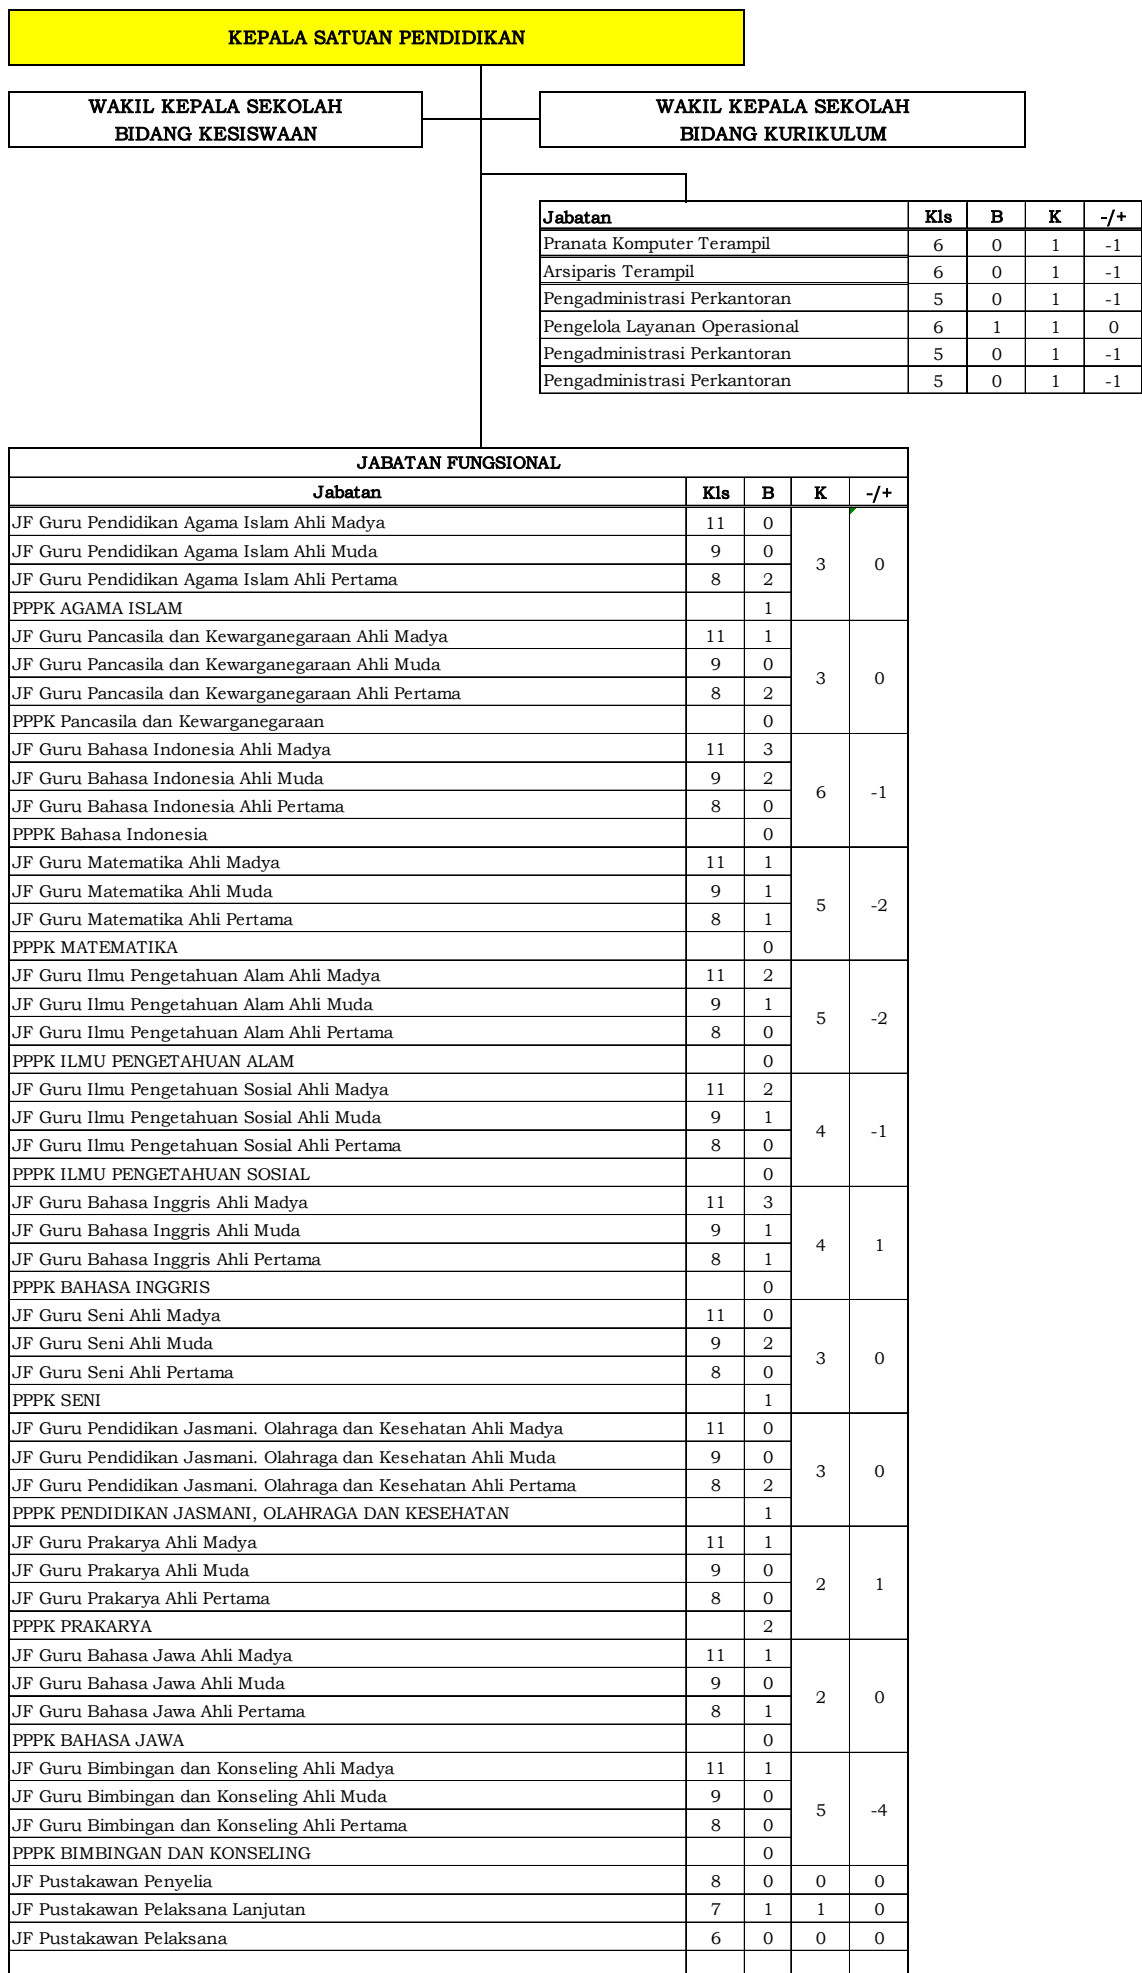 KEPALA SATUAN PENDIDIKAN
WAKIL KEPALA SEKOLAH
BIDANG KESISWAAN
WAKIL KEPALA SEKOLAH
BIDANG KURIKULUM
Jabatan Kls B K -/+
Pranata Komputer Terampil 6 0 1 -1
Arsiparis Terampil 6 0 1 -1
Pengadministrasi Perkantoran 5 0 1 -1
Pengelola Layanan Operasional 6 1 1 0
Pengadministrasi Perkantoran 5 0 1 -1
Pengadministrasi Perkantoran 5 0 1 -1
JABATAN FUNGSIONAL
Jabatan Kls B K -/+
JF Guru Pendidikan Agama Islam Ahli Madya 11 0
JF Guru Pendidikan Agama Islam Ahli Muda 9 0
3 0
JF Guru Pendidikan Agama Islam Ahli Pertama 8 2
PPPK AGAMA ISLAM 1
JF Guru Pancasila dan Kewarganegaraan Ahli Madya 11 1
JF Guru Pancasila dan Kewarganegaraan Ahli Muda 9 0
3 0
JF Guru Pancasila dan Kewarganegaraan Ahli Pertama 8 2
PPPK Pancasila dan Kewarganegaraan 0
JF Guru Bahasa Indonesia Ahli Madya 11 3
JF Guru Bahasa Indonesia Ahli Muda 9 2
6 -1
JF Guru Bahasa Indonesia Ahli Pertama 8 0
PPPK Bahasa Indonesia 0
JF Guru Matematika Ahli Madya 11 1
JF Guru Matematika Ahli Muda 9 1
5 -2
JF Guru Matematika Ahli Pertama 8 1
PPPK MATEMATIKA 0
JF Guru Ilmu Pengetahuan Alam Ahli Madya 11 2
JF Guru Ilmu Pengetahuan Alam Ahli Muda 9 1
5 -2
JF Guru Ilmu Pengetahuan Alam Ahli Pertama 8 0
PPPK ILMU PENGETAHUAN ALAM 0
JF Guru Ilmu Pengetahuan Sosial Ahli Madya 11 2
JF Guru Ilmu Pengetahuan Sosial Ahli Muda 9 1
4 -1
JF Guru Ilmu Pengetahuan Sosial Ahli Pertama 8 0
PPPK ILMU PENGETAHUAN SOSIAL 0
JF Guru Bahasa Inggris Ahli Madya 11 3
JF Guru Bahasa Inggris Ahli Muda 9 1
4 1
JF Guru Bahasa Inggris Ahli Pertama 8 1
PPPK BAHASA INGGRIS 0
JF Guru Seni Ahli Madya 11 0
JF Guru Seni Ahli Muda 9 2
3 0
JF Guru Seni Ahli Pertama 8 0
PPPK SENI 1
JF Guru Pendidikan Jasmani. Olahraga dan Kesehatan Ahli Madya 11 0
JF Guru Pendidikan Jasmani. Olahraga dan Kesehatan Ahli Muda 9 0
3 0
JF Guru Pendidikan Jasmani. Olahraga dan Kesehatan Ahli Pertama 8 2
PPPK PENDIDIKAN JASMANI, OLAHRAGA DAN KESEHATAN 1
JF Guru Prakarya Ahli Madya 11 1
JF Guru Prakarya Ahli Muda 9 0
2 1
JF Guru Prakarya Ahli Pertama 8 0
PPPK PRAKARYA 2
JF Guru Bahasa Jawa Ahli Madya 11 1
JF Guru Bahasa Jawa Ahli Muda 9 0
2 0
JF Guru Bahasa Jawa Ahli Pertama 8 1
PPPK BAHASA JAWA 0
JF Guru Bimbingan dan Konseling Ahli Madya 11 1
JF Guru Bimbingan dan Konseling Ahli Muda 9 0
5 -4
JF Guru Bimbingan dan Konseling Ahli Pertama 8 0
PPPK BIMBINGAN DAN KONSELING 0
JF Pustakawan Penyelia 8 0 0 0
JF Pustakawan Pelaksana Lanjutan 7 1 1 0
JF Pustakawan Pelaksana 6 0 0 0